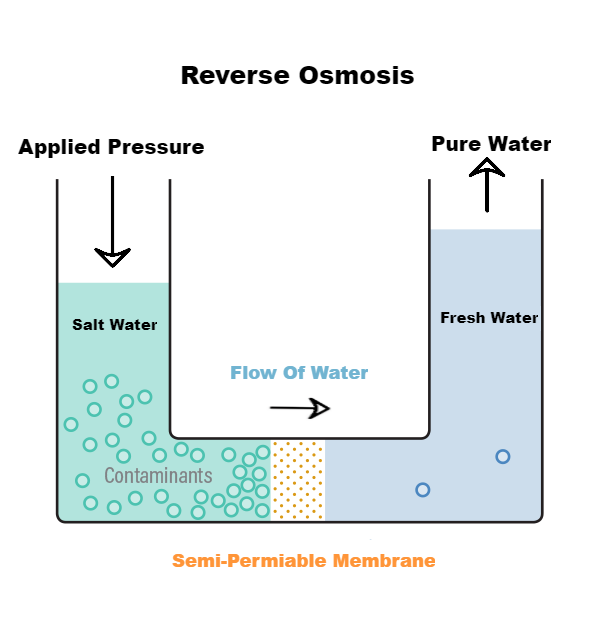 Reverse Osmosis
Applied Pressure
Pure Water
Salt Water
Fresh Water
Flow Of Water
Contaminants
Semi-Permiable Membrane